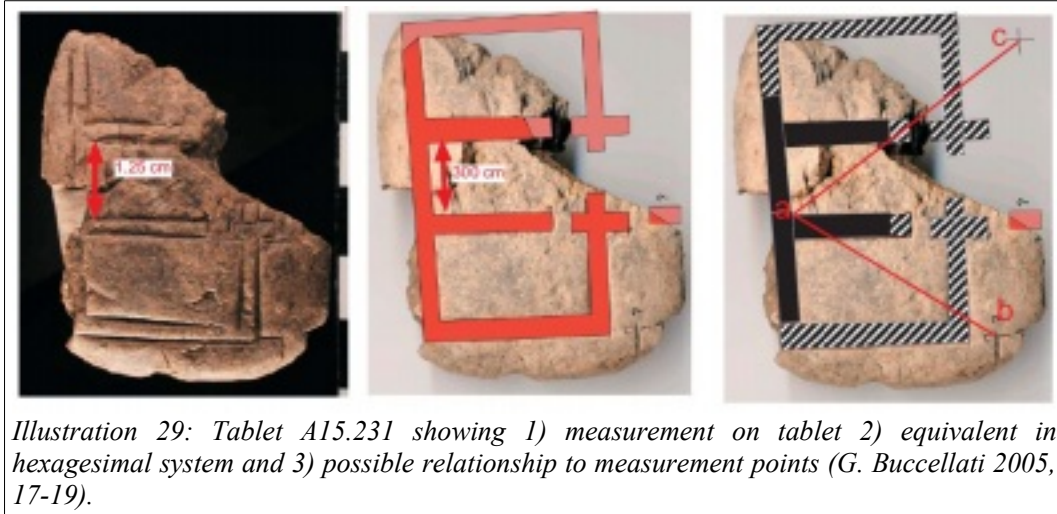 1.25 cm
300 cm
?
?
c
a
b
?
?
Illustration 29: Tablet A15.231 showing 1) measurement on tablet 2) equivalent in
hexagesimal system and 3) possible relationship to measurement points (G. Buccellati 2005,
17-19).